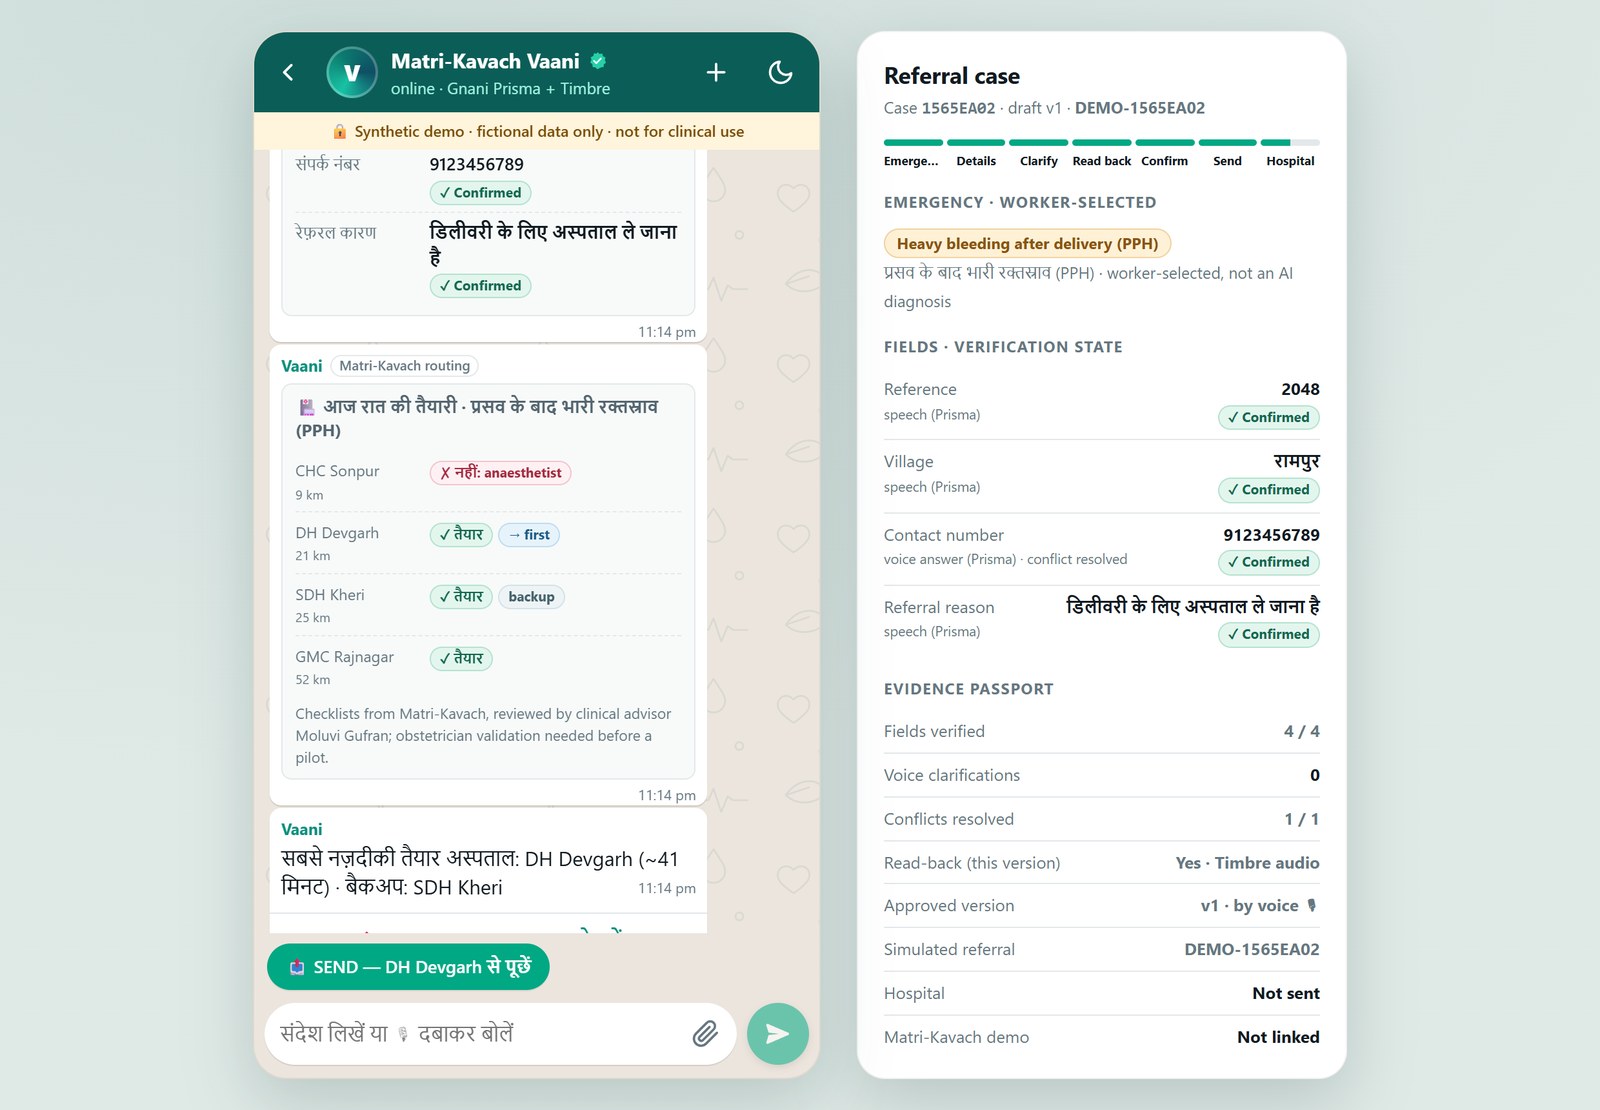 V
Matri-Kavach Vaani
online · Gnani Prisma + Timbre
Synthetic demo · fictional data only · not for clinical use
संपर्क नंबर
9123456789
✓ Confirmed
रेफ़रल कारण
डिलीवरी के लिए अस्पताल ले जाना
है
✓ Confirmed
11:14 pm
Vaani
Matri-Kavach routing
आज रात की तैयारी · प्रसव के बाद भारी रक्तस्राव
(PPH)
CHC Sonpur
✗ नहीं: anaesthetist
9 km
DH Devgarh
✓ तैयार
→ first
21 km
SDH Kheri
✓ तैयार
backup
25 km
GMC Rajnagar
✓ तैयार
52 km
Checklists from Matri-Kavach, reviewed by clinical advisor
Moluvi Gufran; obstetrician validation needed before a
pilot.
11:14 pm
Vaani
सबसे नज़दीकी तैयार अस्पताल: DH Devgarh (~41
मिनट) · बैकअप: SDH Kheri
11:14 pm
SEND — DH Devgarh से पूछें
संदेश लिखें या 🎙 दबाकर बोलें
Referral case
Case 1565EA02 · draft v1 · DEMO-1565EA02
Emerge... Details Clarify Read back Confirm Send Hospital
EMERGENCY · WORKER-SELECTED
Heavy bleeding after delivery (PPH)
प्रसव के बाद भारी रक्तस्राव (PPH) · worker-selected, not an AI
diagnosis
FIELDS · VERIFICATION STATE
Reference
2048
speech (Prisma)
✓ Confirmed
Village
रामपुर
speech (Prisma)
✓ Confirmed
Contact number
9123456789
voice answer (Prisma) · conflict resolved
✓ Confirmed
Referral reason
डिलीवरी के लिए अस्पताल ले जाना है
speech (Prisma)
✓ Confirmed
EVIDENCE PASSPORT
Fields verified
4 / 4
Voice clarifications
0
Conflicts resolved
1 / 1
Read-back (this version)
Yes · Timbre audio
Approved version
v1 · by voice 🎙
Simulated referral
DEMO-1565EA02
Hospital
Not sent
Matri-Kavach demo
Not linked